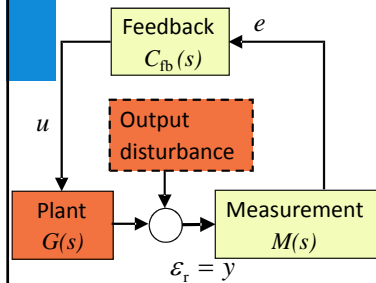 Feedback
C_fb(s)
e
u
Output
disturbance
Plant
G(s)
Measurement
M(s)
ε_r = y